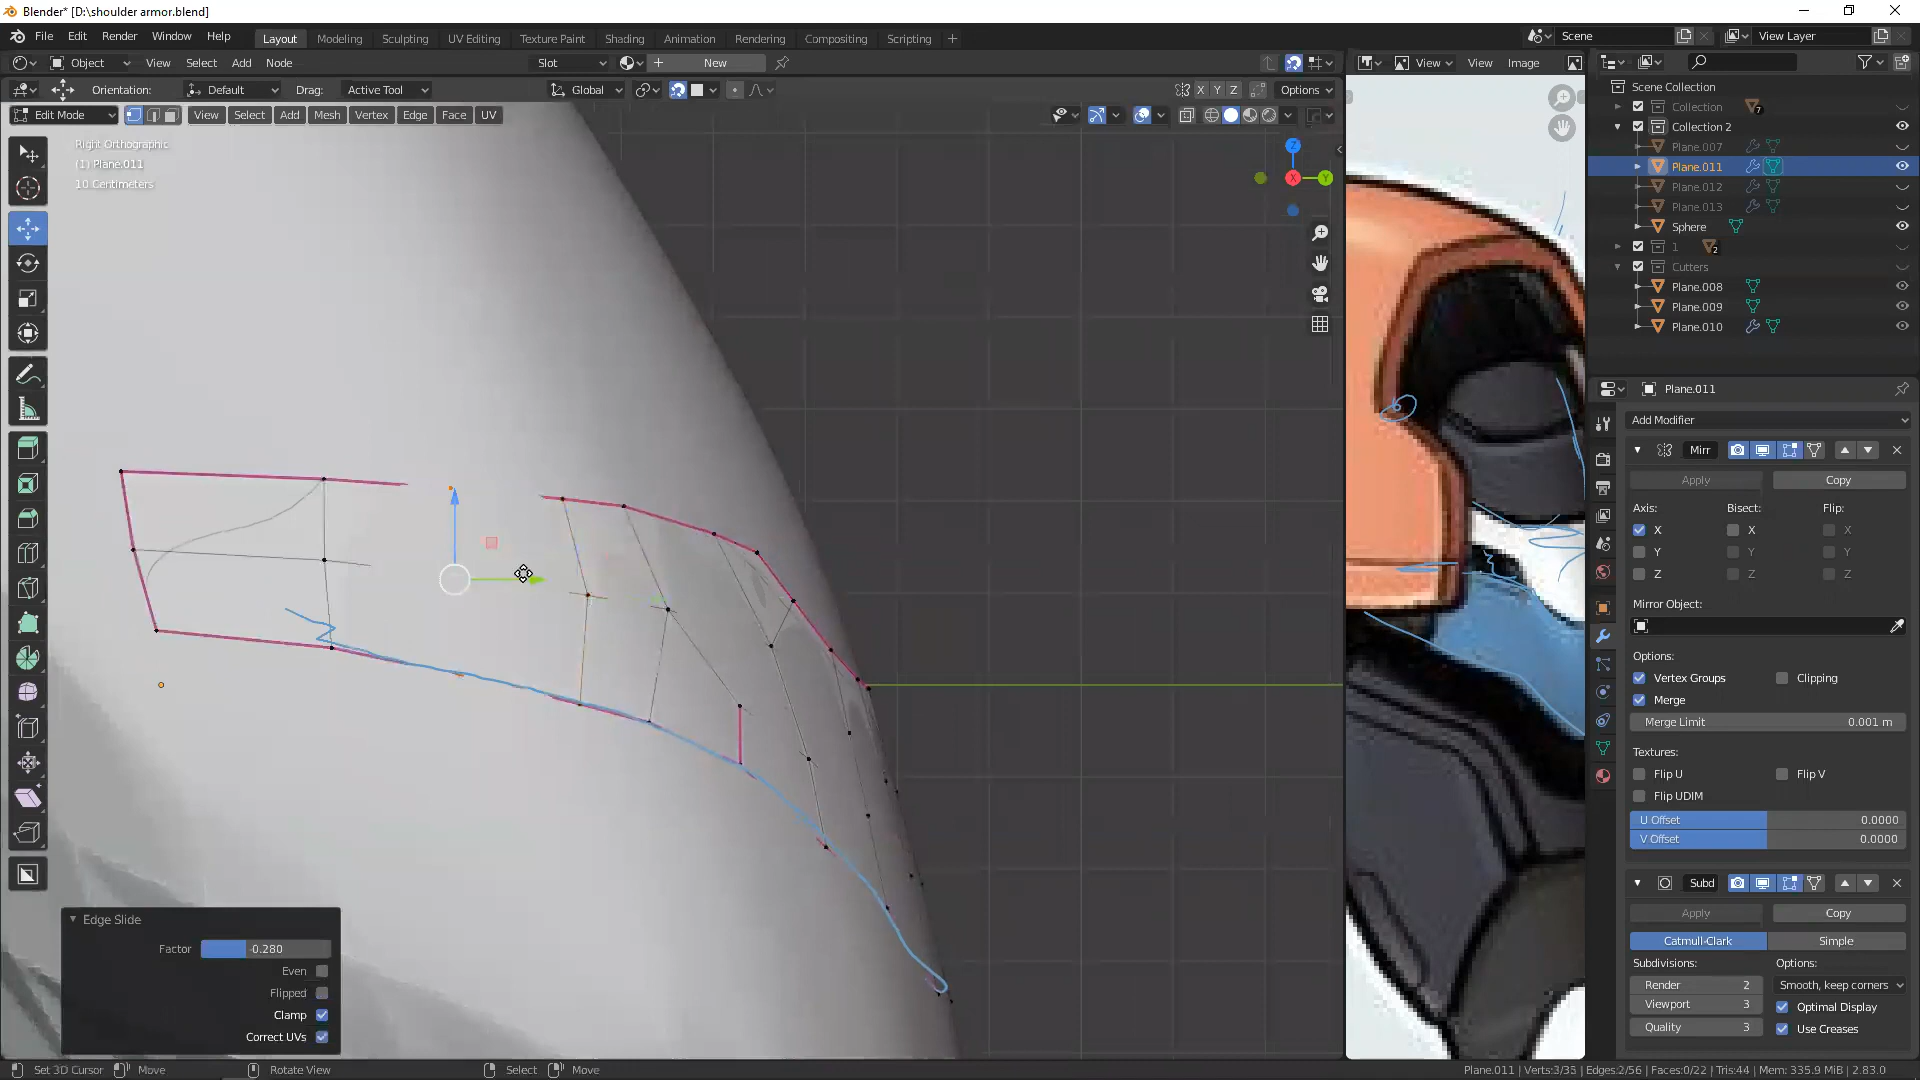 Blender* [D:\shoulder armor.blend]
File Edit Render Window Help
Layout Modeling Sculpting UV Editing Texture Paint Shading Animation Rendering Compositing Scripting +
Scene
View Layer
Object View Select Add Node
Slot
New
View View Image
Orientation: Default Drag: Active Tool
Global
X Y Z
Options
Edit Mode
View Select Add Mesh Vertex Edge Face UV
Right Orthographic
(1) Plane.011
10 Centimeters
Z
X
Y
Scene Collection
Collection 7
Collection 2
Plane.007
Plane.011
Plane.012
Plane.013
Sphere
1 2
Cutters
Plane.008
Plane.009
Plane.010
Plane.011
Add Modifier
Mirr
Apply Copy
Axis: Bisect: Flip:
X X X
Y Y Y
Z Z Z
Mirror Object:
Options:
Vertex Groups Clipping
Merge
Merge Limit 0.001 m
Textures:
Flip U Flip V
Flip UDIM
U Offset 0.0000
V Offset 0.0000
Subd
Apply Copy
Catmull-Clark Simple
Subdivisions: Options:
Render 2 Smooth, keep corners
Viewport 3 Optimal Display
Quality 3 Use Creases
Edge Slide
Factor -0.280
Even
Flipped
Clamp
Correct UVs
Set 3D Cursor Move Rotate View Select Move
Plane.011 | Verts:3/35 | Edges:2/56 | Faces:0/22 | Tris:44 | Mem: 335.9 MiB | 2.83.0